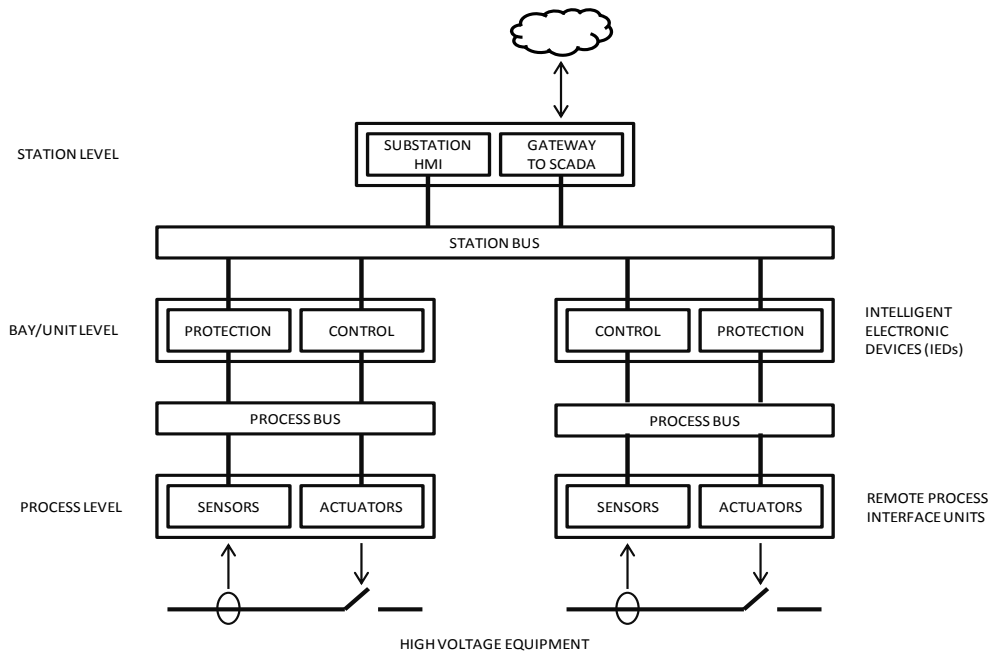 STATION LEVEL
SUBSTATION
HMI
GATEWAY
TO SCADA
STATION BUS
BAY/UNIT LEVEL
PROTECTION
CONTROL
CONTROL
PROTECTION
INTELLIGENT
ELECTRONIC
DEVICES (IEDs)
PROCESS BUS
PROCESS BUS
PROCESS LEVEL
SENSORS
ACTUATORS
SENSORS
ACTUATORS
REMOTE PROCESS
INTERFACE UNITS
HIGH VOLTAGE EQUIPMENT